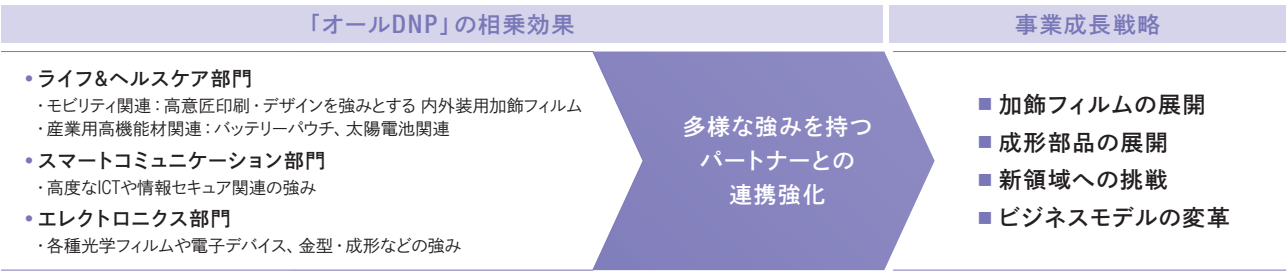 「オールDNP」の相乗効果
事業成長戦略
•ライフ&ヘルスケア部門
・モビリティ関連：高意匠印刷・デザインを強みとする 内外装用加飾フィルム
・産業用高機能材関連：バッテリーパウチ、太陽電池関連
•スマートコミュニケーション部門
・高度なICTや情報セキュア関連の強み
•エレクトロニクス部門
・各種光学フィルムや電子デバイス、金型・成形などの強み
多様な強みを持つ
パートナーとの
連携強化
■ 加飾フィルムの展開
■ 成形部品の展開
■ 新領域への挑戦
■ ビジネスモデルの変革